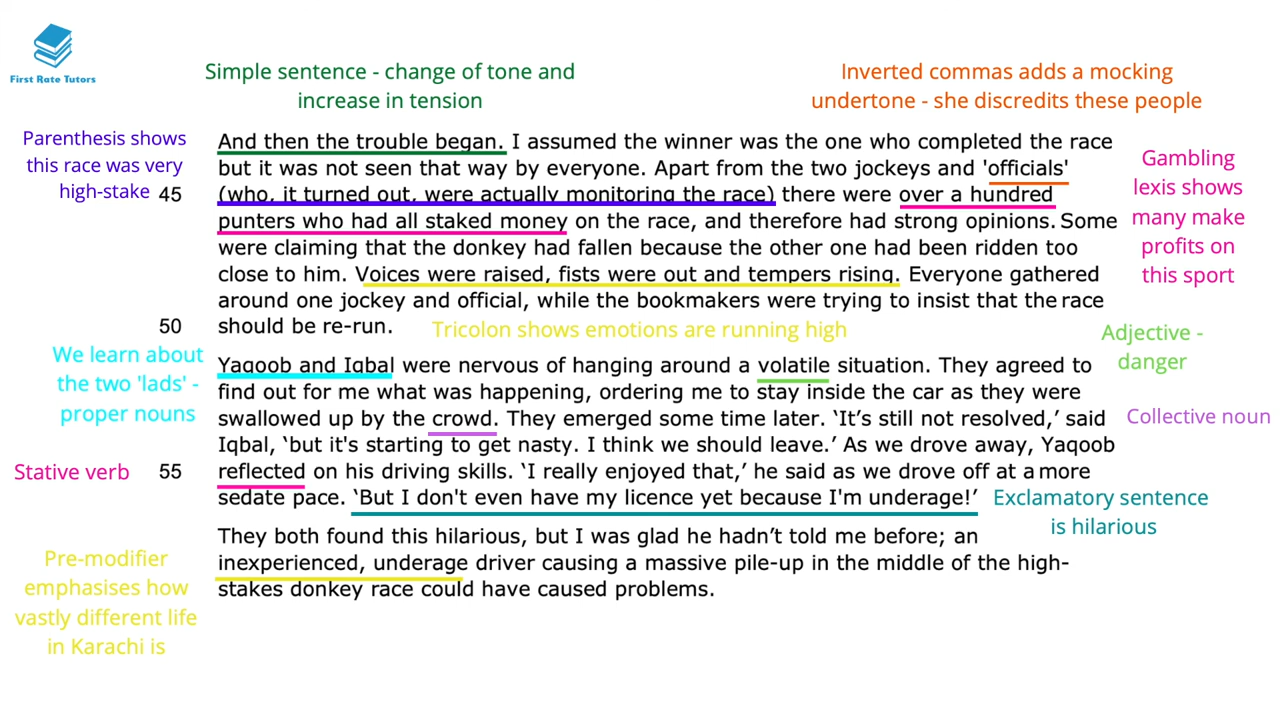 First Rate Tutors
Simple sentence - change of tone and
increase in tension
Inverted commas adds a mocking
undertone - she discredits these people
Parenthesis shows
this race was very
high-stake
45
And then the trouble began. I assumed the winner was the one who completed the race
but it was not seen that way by everyone. Apart from the two jockeys and 'officials'
(who, it turned out, were actually monitoring the race) there were over a hundred
punters who had all staked money on the race, and therefore had strong opinions. Some
were claiming that the donkey had fallen because the other one had been ridden too
close to him. Voices were raised, fists were out and tempers rising. Everyone gathered
around one jockey and official, while the bookmakers were trying to insist that the race
50
should be re-run.
Tricolon shows emotions are running high
Gambling
lexis shows
many make
profits on
this sport
We learn about
the two 'lads' -
proper nouns
Adjective -
danger
Yaqoob and Iqbal were nervous of hanging around a volatile situation. They agreed to
find out for me what was happening, ordering me to stay inside the car as they were
swallowed up by the crowd. They emerged some time later. ‘It’s still not resolved,’ said
Collective noun
Iqbal, ‘but it's starting to get nasty. I think we should leave.’ As we drove away, Yaqoob
Stative verb
55
reflected on his driving skills. ‘I really enjoyed that,’ he said as we drove off at a more
sedate pace. ‘But I don't even have my licence yet because I'm underage!’
Exclamatory sentence
is hilarious
They both found this hilarious, but I was glad he hadn’t told me before; an
inexperienced, underage driver causing a massive pile-up in the middle of the high-
stakes donkey race could have caused problems.
Pre-modifier
emphasises how
vastly different life
in Karachi is